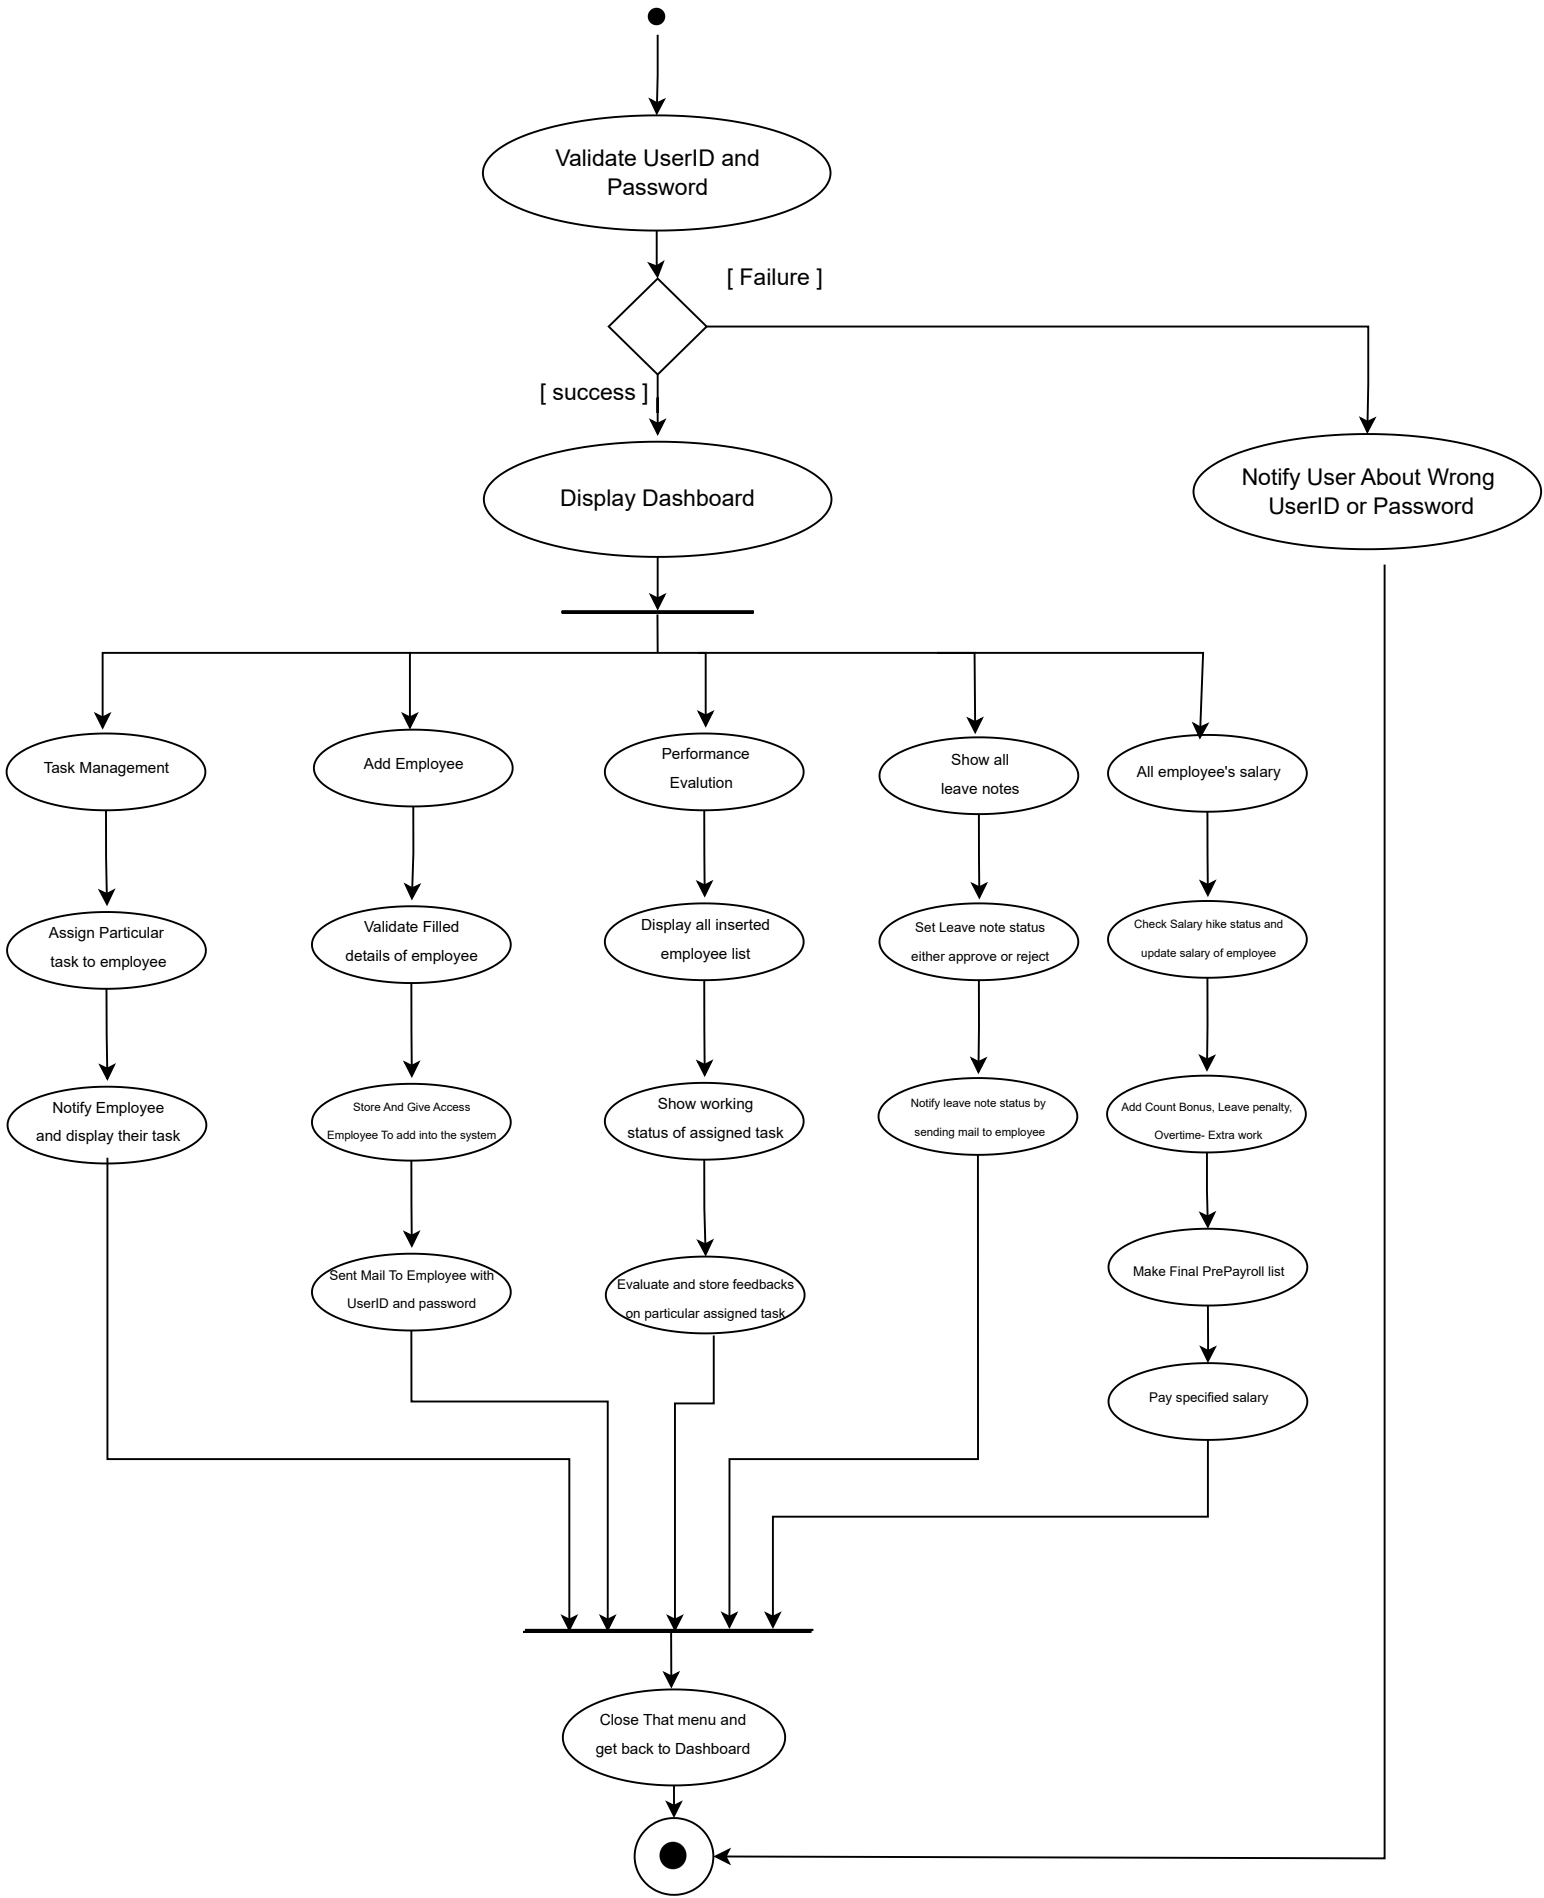 Validate UserID and
Password
[ Failure ]
[ success ]
Display Dashboard
Notify User About Wrong
UserID or Password
Task Management
Assign Particular
task to employee
Notify Employee
and display their task
Add Employee
Validate Filled
details of employee
Store And Give Access
Employee To add into the system
Sent Mail To Employee with
UserID and password
Performance
Evalution
Display all inserted
employee list
Show working
status of assigned task
Evaluate and store feedbacks
on particular assigned task
Show all
leave notes
Set Leave note status
either approve or reject
Notify leave note status by
sending mail to employee
All employee's salary
Check Salary hike status and
update salary of employee
Add Count Bonus, Leave penalty,
Overtime- Extra work
Make Final PrePayroll list
Pay specified salary
Close That menu and
get back to Dashboard